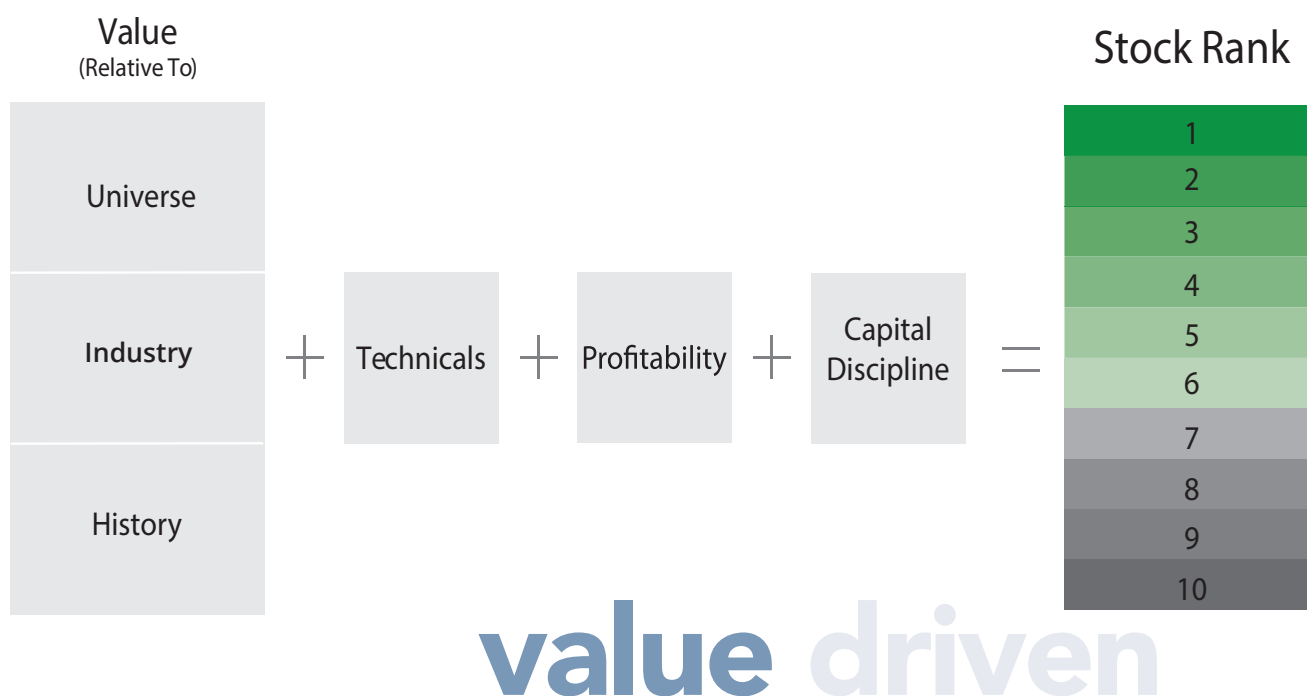 Value
(Relative To)
Stock Rank
Universe
Industry
History
+
Technicals
+
Profitability
+
Capital
Discipline
=
1
2
3
4
5
6
7
8
9
10
value driven